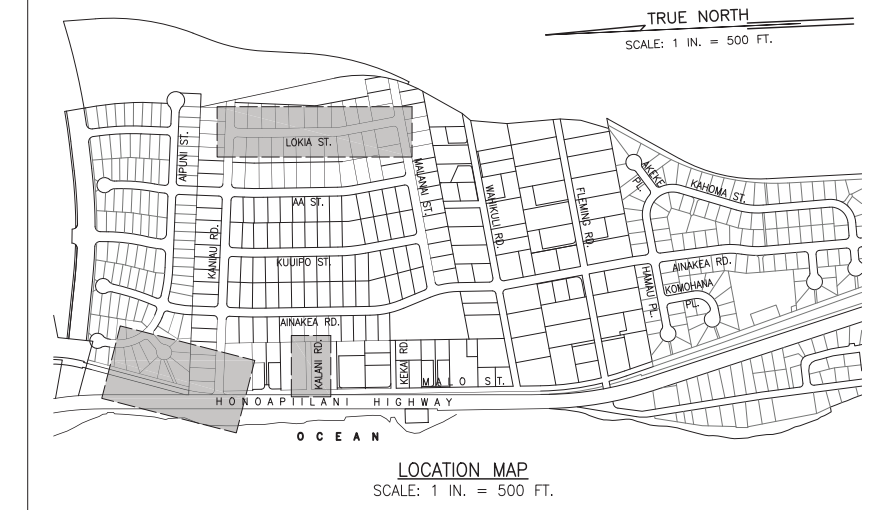 TRUE NORTH
SCALE: 1 IN. = 500 FT.
LOKIA ST.
AIPUNI ST.
MALANAI ST.
AKEKE
PL.
KAHOMA ST.
AA ST.
WAHIKULI RD.
FLEMING RD.
KANIAU RD.
KUUIPO ST.
AINAKEA RD.
HAMAU PL.
KOMOHANA
PL.
AINAKEA RD.
KALANI RD.
KEKAI RD
MALO ST.
HONOAPIILANI HIGHWAY
OCEAN
LOCATION MAP
SCALE: 1 IN. = 500 FT.